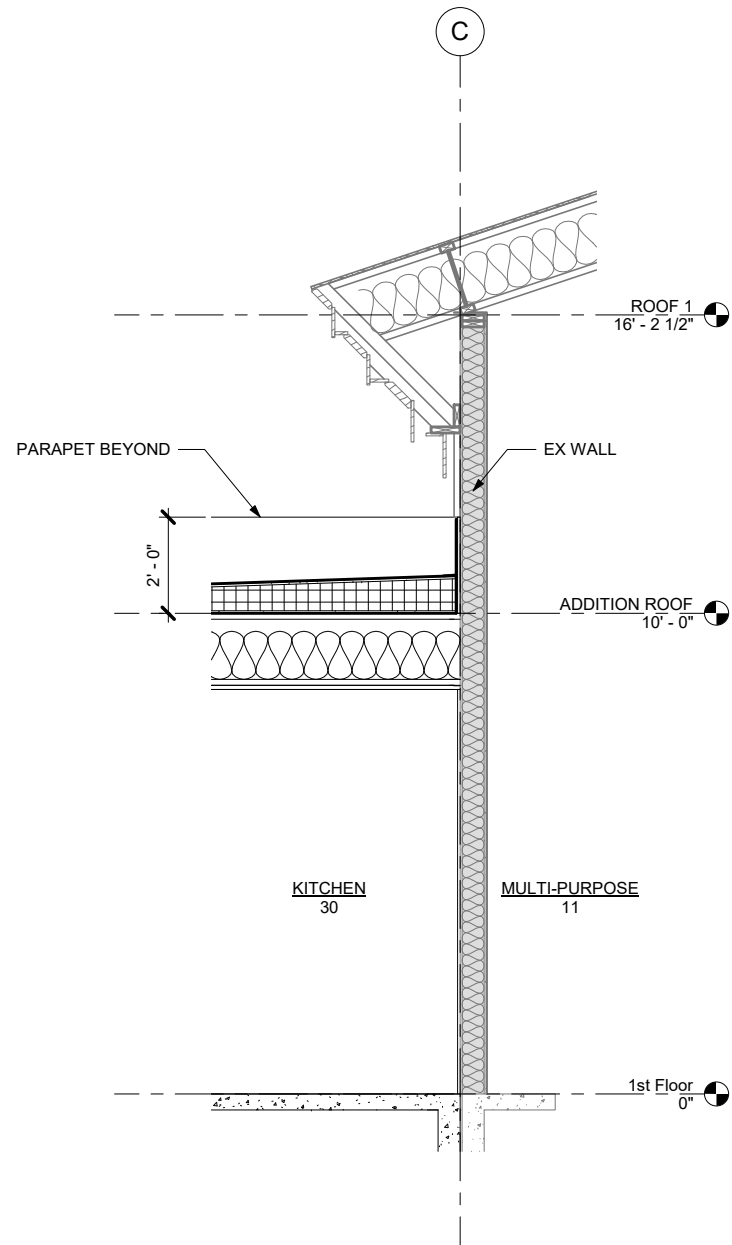 C
ROOF 1
16' - 2 1/2"
PARAPET BEYOND
EX WALL
2' - 0"
ADDITION ROOF
10' - 0"
KITCHEN
30
MULTI-PURPOSE
11
1st Floor
0"